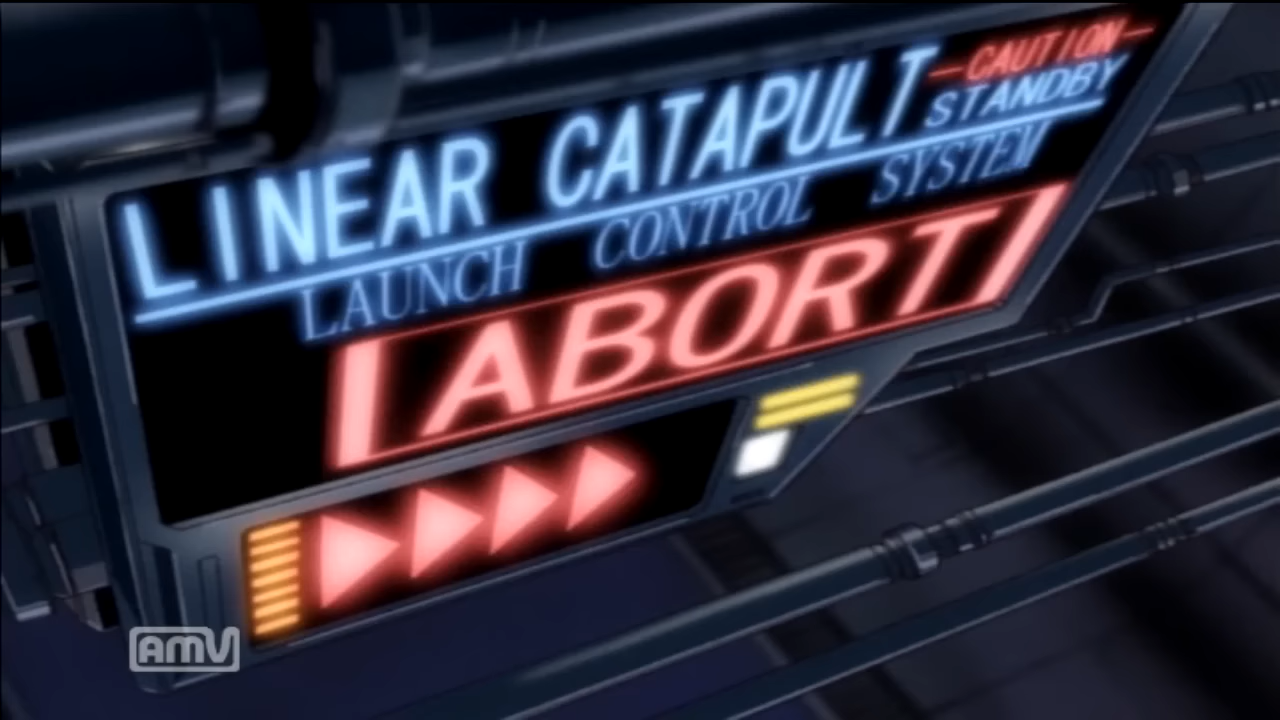 —CAUTION—
LINEAR CATAPULT STANDBY
LAUNCH CONTROL SYSTEM
ABORT
AMV